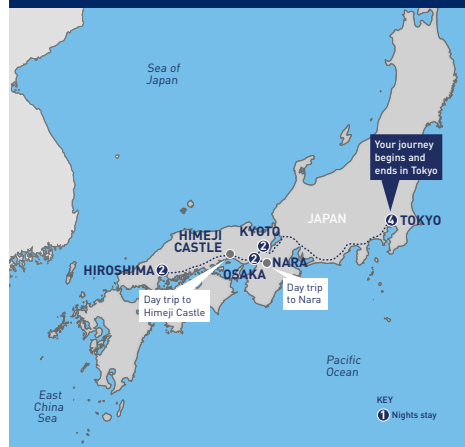 Sea of
Japan
Your journey
begins and
ends in Tokyo
JAPAN
4 TOKYO
HIMEJI
CASTLE
KYOTO
2
HIROSHIMA 2
OSAKA
2
NARA
Day trip to
Himeji Castle
Day trip
to Nara
Pacific
Ocean
East
China
Sea
KEY
1 Nights stay